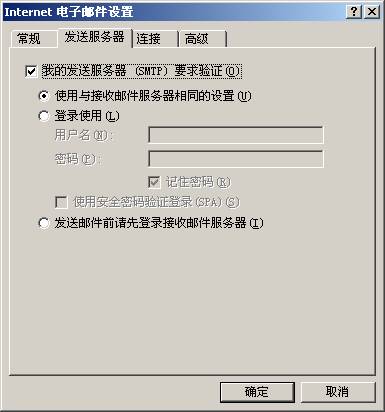 Internet 电子邮件设置
常规 发送服务器 连接 高级
我的发送服务器 (SMTP) 要求验证(O)
使用与接收邮件服务器相同的设置(U)
登录使用(L)
用户名(N):
密码(P):
记住密码(R)
使用安全密码验证登录(SPA)(S)
发送邮件前请先登录接收邮件服务器(I)
确定 取消